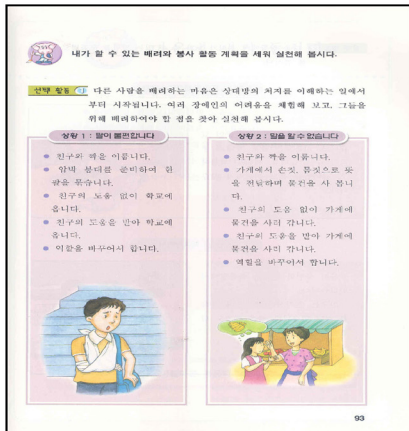 내가 할 수 있는 배려와 봉사 활동 계획을 세워 실천해 봅시다.
선택 활동 1 다른 사람을 배려하는 마음은 상대방의 처지를 이해하는 일에서
부터 시작됩니다. 여러 장애인의 어려움을 체험해 보고, 그들을
위해 배려하여야 할 점을 찾아 실천해 봅시다.
상황 1 : 팔이 불편합니다
● 친구와 짝을 이룹니다.
● 압박 붕대를 준비하여 한
팔을 묶습니다.
● 친구의 도움 없이 학교에
옵니다.
● 친구의 도움을 받아 학교에
옵니다.
● 역할을 바꾸어서 합니다.
상황 2 : 말을 할 수 없습니다
● 친구와 짝을 이룹니다.
● 가게에서 손짓, 몸짓으로 뜻
을 전달하며 물건을 사 봅니
다.
● 친구의 도움 없이 가게에
물건을 사러 갑니다.
● 친구의 도움을 받아 가게에
물건을 사러 갑니다.
● 역할을 바꾸어서 합니다.
93